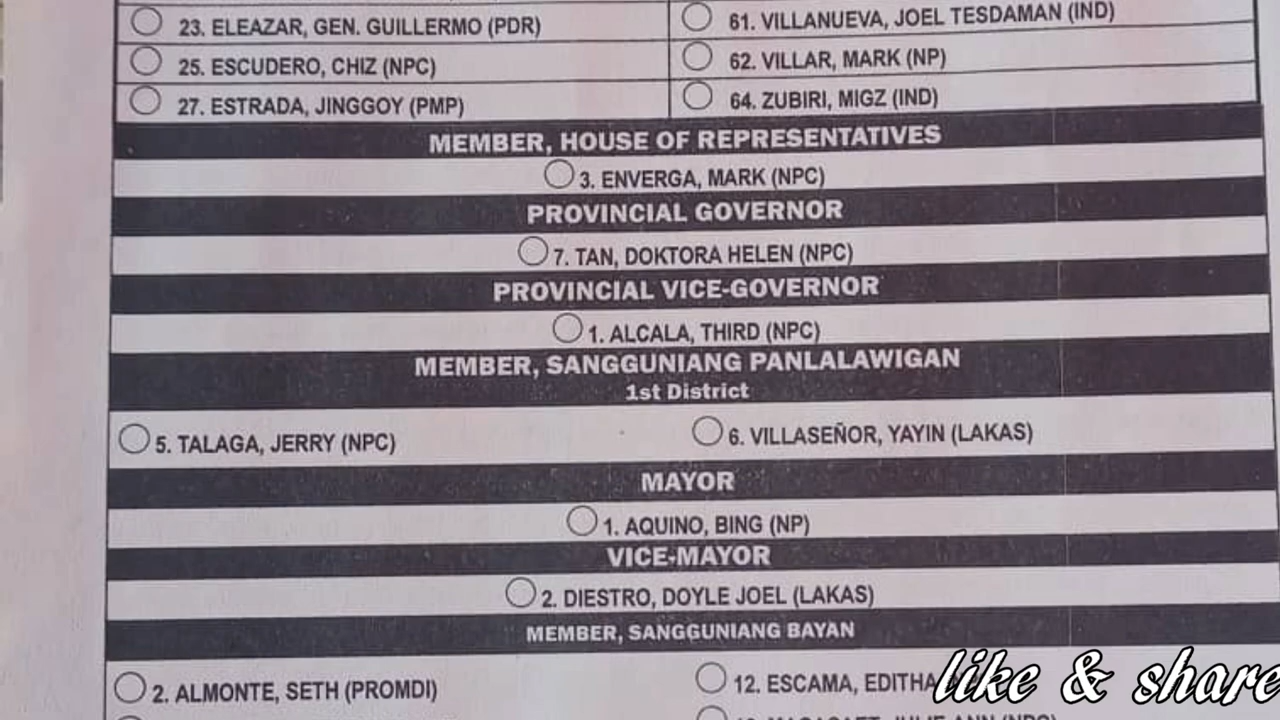 23. ELEAZAR, GEN. GUILLERMO (PDR)
61. VILLANUEVA, JOEL TESDAMAN (IND)
25. ESCUDERO, CHIZ (NPC)
62. VILLAR, MARK (NP)
27. ESTRADA, JINGGOY (PMP)
64. ZUBIRI, MIGZ (IND)
MEMBER, HOUSE OF REPRESENTATIVES
3. ENVERGA, MARK (NPC)
PROVINCIAL GOVERNOR
7. TAN, DOKTORA HELEN (NPC)
PROVINCIAL VICE-GOVERNOR
1. ALCALA, THIRD (NPC)
MEMBER, SANGGUNIANG PANLALAWIGAN
1st District
5. TALAGA, JERRY (NPC)
6. VILLASEÑOR, YAYIN (LAKAS)
MAYOR
1. AQUINO, BING (NP)
VICE-MAYOR
2. DIESTRO, DOYLE JOEL (LAKAS)
MEMBER, SANGGUNIANG BAYAN
2. ALMONTE, SETH (PROMDI)
12. ESCAMA, EDITHA
like & share